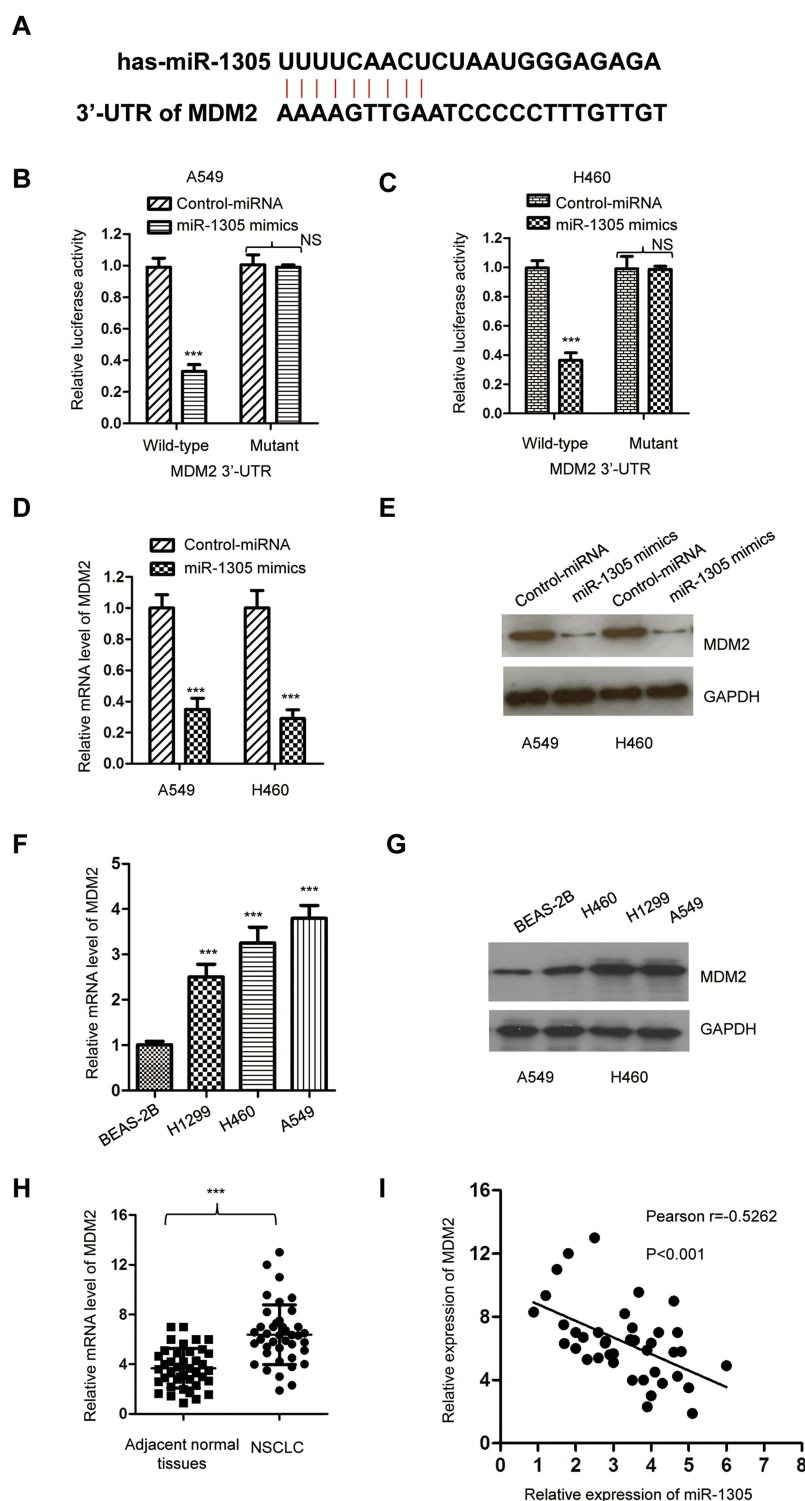 A
has-miR-1305 UUUUCAACUCUAAUGGGAGAGA
3'-UTR of MDM2 AAAAGTTGAATCCCCCTTTGTTGT
B
A549
Control-miRNA
miR-1305 mimics
Relative luciferase activity
1.2
1.0
0.8
0.6
0.4
0.2
0.0
***
NS
Wild-type
Mutant
MDM2 3'-UTR
C
H460
Control-miRNA
miR-1305 mimics
Relative luciferase activity
1.2
1.0
0.8
0.6
0.4
0.2
0.0
***
NS
Wild-type
Mutant
MDM2 3'-UTR
D
Control-miRNA
miR-1305 mimics
Relative mRNA level of MDM2
1.2
1.0
0.8
0.6
0.4
0.2
0.0
***
***
A549
H460
E
Control-miRNA
miR-1305 mimics
Control-miRNA
miR-1305 mimics
MDM2
GAPDH
A549
H460
F
Relative mRNA level of MDM2
5
4
3
2
1
0
***
***
***
BEAS-2B
H1299
H460
A549
G
BEAS-2B
H460
H1299
A549
MDM2
GAPDH
A549
H460
H
Relative mRNA level of MDM2
16
12
8
4
0
***
Adjacent normal
tissues
NSCLC
I
Relative expression of MDM2
16
12
8
4
0
Pearson r=-0.5262
P<0.001
0 1 2 3 4 5 6 7 8
Relative expression of miR-1305